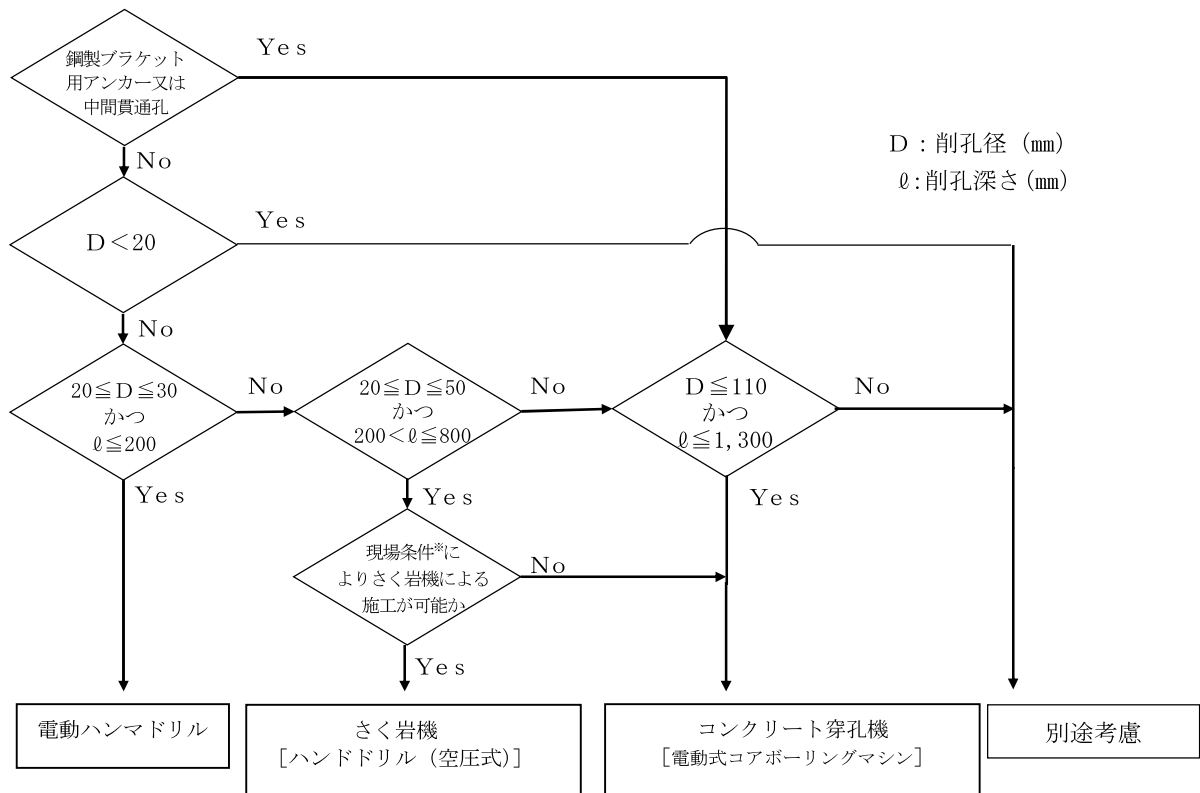 鋼製ブラケット
用アンカー又は
中間貫通孔
Yes
No
D：削孔径（㎜）
ℓ：削孔深さ(㎜)
D＜20
Yes
No
20≦D≦30
かつ
ℓ≦200
No
Yes
20≦D≦50
かつ
200<ℓ≦800
No
Yes
D≦110
かつ
ℓ≦1,300
No
Yes
現場条件※に
よりさく岩機による
施工が可能か
No
Yes
電動ハンマドリル
さく岩機
［ハンドドリル（空圧式）］
コンクリート穿孔機
［電動式コアボーリングマシン］
別途考慮